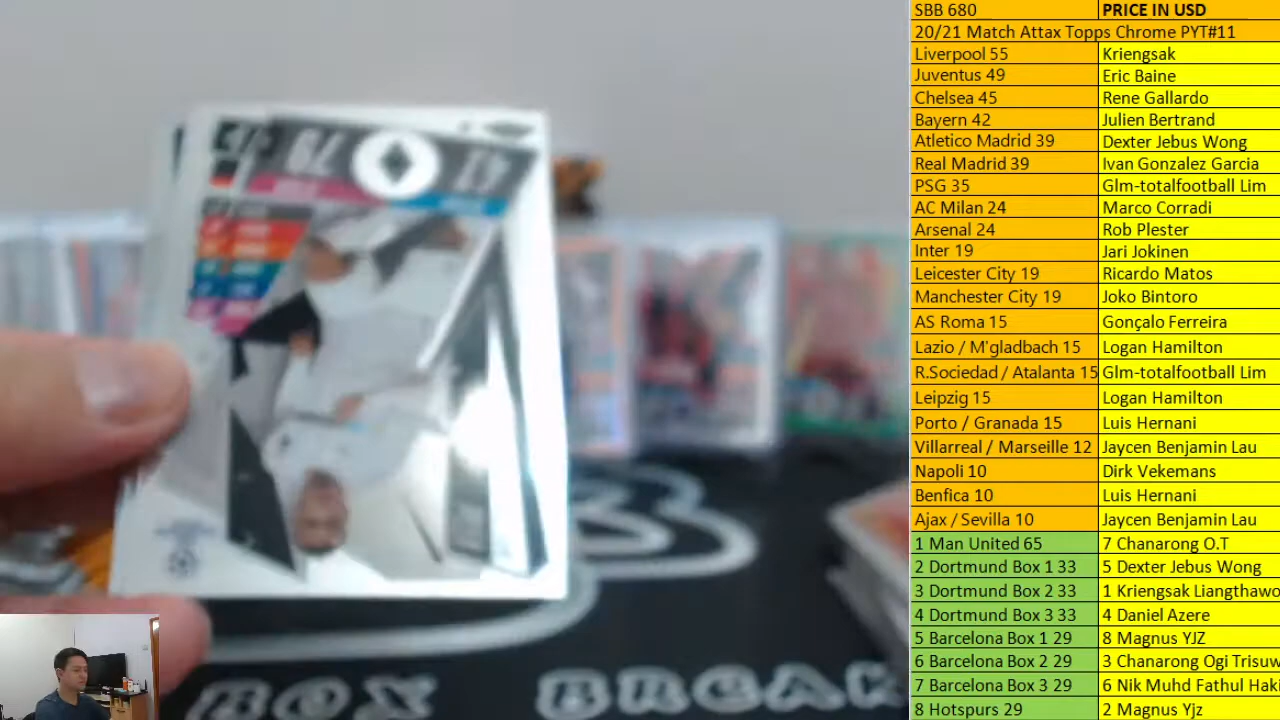 SBB 680 PRICE IN USD
20/21 Match Attax Topps Chrome PYT#11
Liverpool 55 Kriengsak
Juventus 49 Eric Baine
Chelsea 45 Rene Gallardo
Bayern 42 Julien Bertrand
Atletico Madrid 39 Dexter Jebus Wong
Real Madrid 39 Ivan Gonzalez Garcia
PSG 35 Glm-totalfootball Lim
AC Milan 24 Marco Corradi
Arsenal 24 Rob Plester
Inter 19 Jari Jokinen
Leicester City 19 Ricardo Matos
Manchester City 19 Joko Bintoro
AS Roma 15 Gonçalo Ferreira
Lazio / M'gladbach 15 Logan Hamilton
R.Sociedad / Atalanta 15 Glm-totalfootball Lim
Leipzig 15 Logan Hamilton
Porto / Granada 15 Luis Hernani
Villarreal / Marseille 12 Jaycen Benjamin Lau
Napoli 10 Dirk Vekemans
Benfica 10 Luis Hernani
Ajax / Sevilla 10 Jaycen Benjamin Lau
1 Man United 65 7 Chanarong O.T
2 Dortmund Box 1 33 5 Dexter Jebus Wong
3 Dortmund Box 2 33 1 Kriengsak Liangthawo
4 Dortmund Box 3 33 4 Daniel Azere
5 Barcelona Box 1 29 8 Magnus YJZ
6 Barcelona Box 2 29 3 Chanarong Ogi Trisuw
7 Barcelona Box 3 29 6 Nik Muhd Fathul Haki
8 Hotspurs 29 2 Magnus Yjz
79 41
BOX BREAK